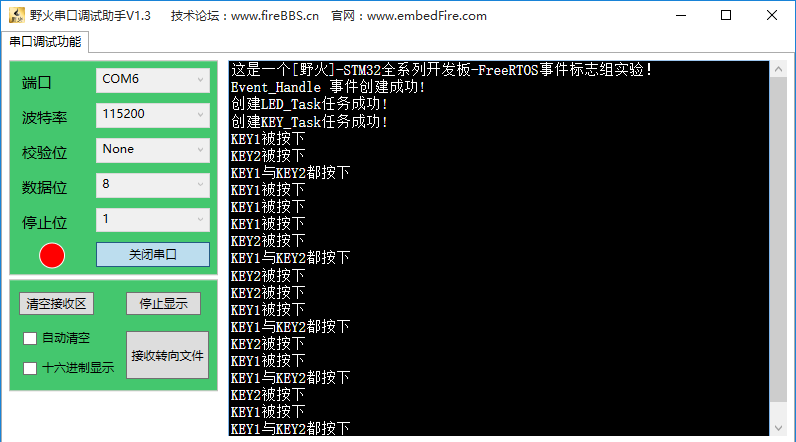 野火串口调试助手V1.3 技术论坛：www.fireBBS.cn 官网：www.embedFire.com
串口调试功能
端口 COM6
波特率 115200
校验位 None
数据位 8
停止位 1
关闭串口
清空接收区 停止显示
自动清空
十六进制显示
接收转向文件
这是一个[野火]-STM32全系列开发板-FreeRTOS事件标志组实验！
Event_Handle 事件创建成功!
创建LED_Task任务成功!
创建KEY_Task任务成功!
KEY1被按下
KEY2被按下
KEY1与KEY2都按下
KEY1被按下
KEY1被按下
KEY1被按下
KEY2被按下
KEY1与KEY2都按下
KEY2被按下
KEY2被按下
KEY1被按下
KEY1与KEY2都按下
KEY2被按下
KEY1被按下
KEY1与KEY2都按下
KEY2被按下
KEY1被按下
KEY1与KEY2都按下